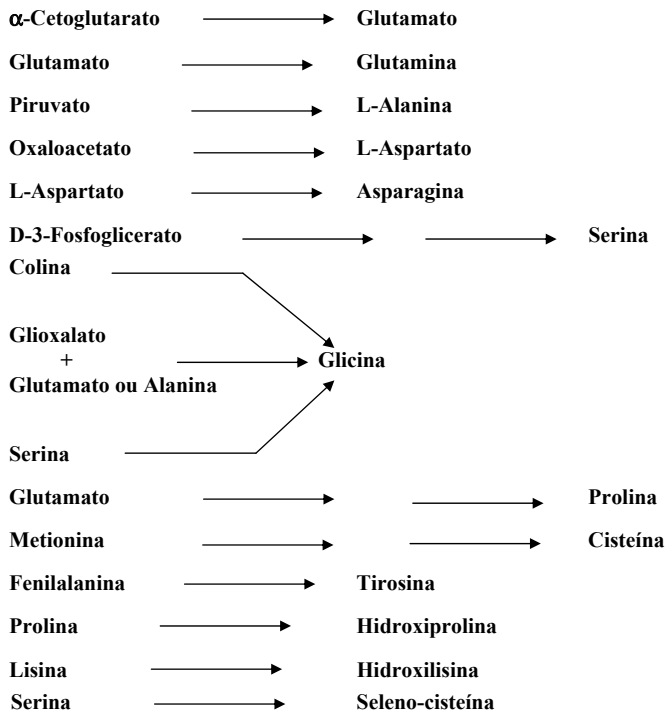 α-Cetoglutarato Glutamato
Glutamato Glutamina
Piruvato L-Alanina
Oxaloacetato L-Aspartato
L-Aspartato Asparagina
D-3-Fosfoglicerato Serina
Colina
Glioxalato
+ Glicina
Glutamato ou Alanina
Serina
Glutamato Prolina
Metionina Cisteína
Fenilalanina Tirosina
Prolina Hidroxiprolina
Lisina Hidroxilisina
Serina Seleno-cisteína